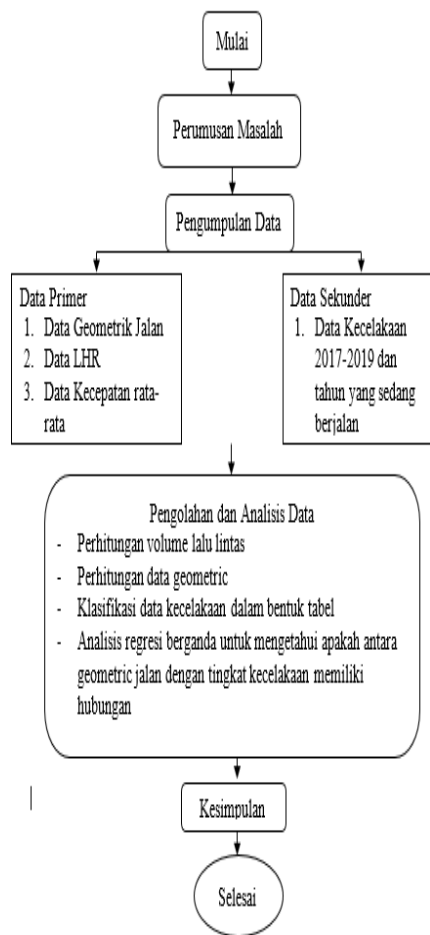 Mulai
Perumusan Masalah
Pengumpulan Data
Data Primer
1. Data Geometrik Jalan
2. Data LHR
3. Data Kecepatan rata-
rata
Data Sekunder
1. Data Kecelakaan
2017-2019 dan
tahun yang sedang
berjalan
Pengolahan dan Analisis Data
- Perhitungan volume lalu lintas
- Perhitungan data geometric
- Klasifikasi data kecelakaan dalam bentuk tabel
- Analisis regresi berganda untuk mengetahui apakah antara
geometric jalan dengan tingkat kecelakaan memiliki
hubungan
Kesimpulan
Selesai